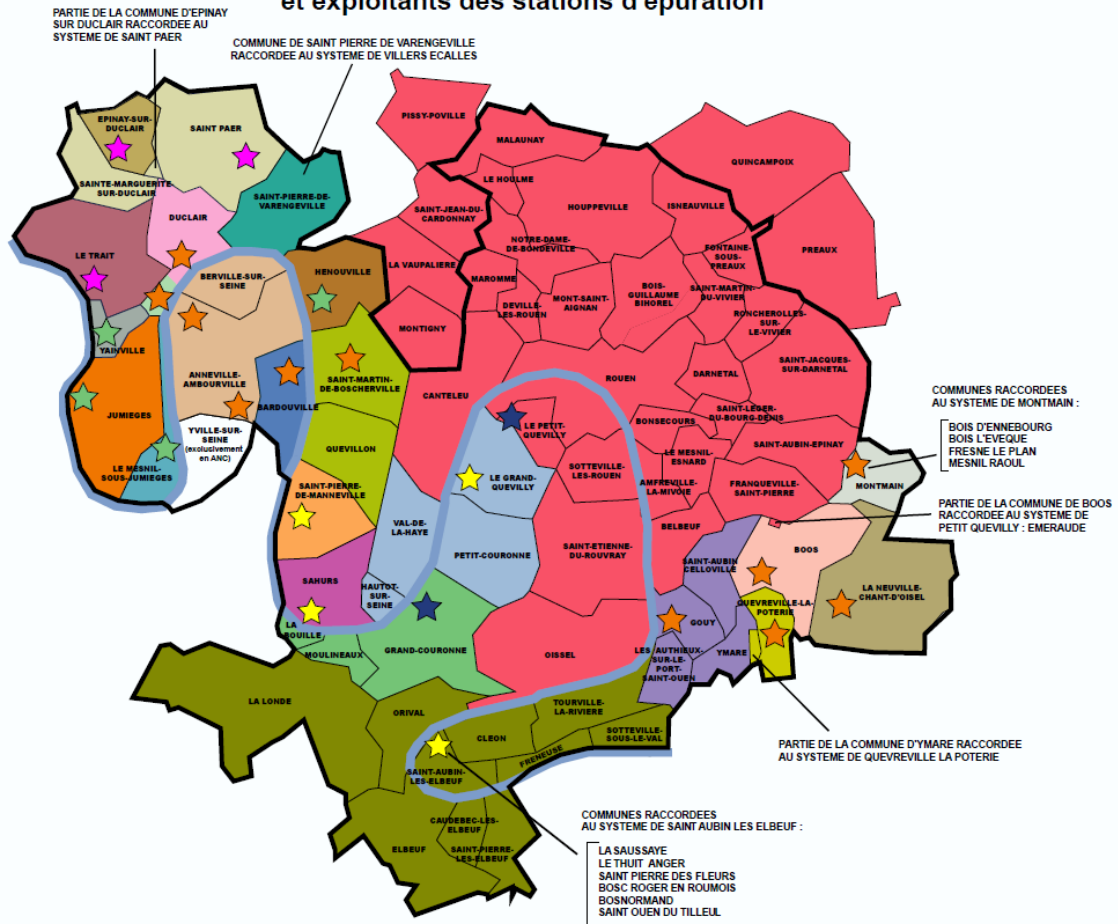 et exploitants des stations d'épuration
PARTIE DE LA COMMUNE D'EPINAY
SUR DUCLAIR RACCORDEE AU
SYSTEME DE SAINT PAER
COMMUNE DE SAINT PIERRE DE VARENGEVILLE
RACCORDEE AU SYSTEME DE VILLERS ECALLES
EPINAY-SUR-
DUCLAIR
SAINT PAER
SAINTE-MARGUERITE
SUR-DUCLAIR
SAINT-PIERRE-DE-
VARENGEVILLE
DUCLAIR
LE TRAIT
BERVILLE-SUR-
SEINE
HENOUVILLE
YAINVILLE
ANNEVILLE-
AMBOURVILLE
BARDOUVILLE
JUMIEGES
YVILLE-SUR-
SEINE
(exclusivement
en ANC)
LE MESNIL-
SOUS-JUMIEGES
SAINT-MARTIN-
DE-BOSCHERVILLE
QUEVILLON
SAINT-PIERRE-
DE-MANNEVILLE
SAHURS
VAL-DE-
LA-HAYE
HAUTOT-
SUR-
SEINE
LA
BOUILLE
MOULINEAUX
GRAND-COURONNE
PISSY-POVILLE
MALAUNAY
QUINCAMPOIX
LE HOULME
HOUPPEVILLE
ISNEAUVILLE
SAINT-JEAN-DU-
CARDONNAY
NOTRE-DAME-
DE-BONDEVILLE
FONTAINE-
SOUS-
PREAUX
PREAUX
LA VAUPALIERE
MAROMME
BOIS-
GUILLAUME
BIHOREL
SAINT-MARTIN-
DU-VIVIER
MONT-SAINT-
AIGNAN
DEVILLE-
LES-ROUEN
RONCHEROLLES-
SUR-
LE-VIVIER
MONTIGNY
SAINT-JACQUES-
SUR-DARNETAL
ROUEN
DARNETAL
CANTELEU
SAINT-LEGER-
DU-BOURG-DENIS
LE PETIT-
QUEVILLY
BONSECOURS
SAINT-AUBIN-EPINAY
LE MESNIL-
ESNARD
SOTTEVILLE-
LES-ROUEN
LE GRAND-
QUEVILLY
AMFREVILLE-
LA-MIVOIE
FRANQUEVILLE-
SAINT-PIERRE
MONTMAIN
BELBEUF
PETIT-COURONNE
SAINT-ETIENNE-
DU-ROUVRAY
SAINT-AUBIN
CELLOVILLE
BOOS
LA NEUVILLE-
CHANT-D'OISEL
QUEVREVILLE-LA-
POTERIE
GOUY
OISSEL
LES AUTHIEUX-
SUR-LE-
PORT-
SAINT-OUEN
YMARE
LA LONDE
ORIVAL
TOURVILLE-
LA-RIVIERE
CLEON
SOTTEVILLE-
SOUS-LE-VAL
FRENEUSE
SAINT-AUBIN-
LES-ELBEUF
CAUDEBEC-LES-
ELBEUF
ELBEUF
SAINT-PIERRE-
LES-ELBEUF
COMMUNES RACCORDEES
AU SYSTEME DE MONTMAIN :
BOIS D'ENNEBOURG
BOIS L'EVEQUE
FRESNE LE PLAN
MESNIL RAOUL
PARTIE DE LA COMMUNE DE BOOS
RACCORDEE AU SYSTEME DE
PETIT QUEVILLY : EMERAUDE
PARTIE DE LA COMMUNE D'YMARE RACCORDEE
AU SYSTEME DE QUEVREVILLE LA POTERIE
COMMUNES RACCORDEES
AU SYSTEME DE SAINT AUBIN LES ELBEUF :
LA SAUSSAYE
LE THUIT ANGER
SAINT PIERRE DES FLEURS
BOSC ROGER EN ROUMOIS
BOSNORMAND
SAINT OUEN DU TILLEUL